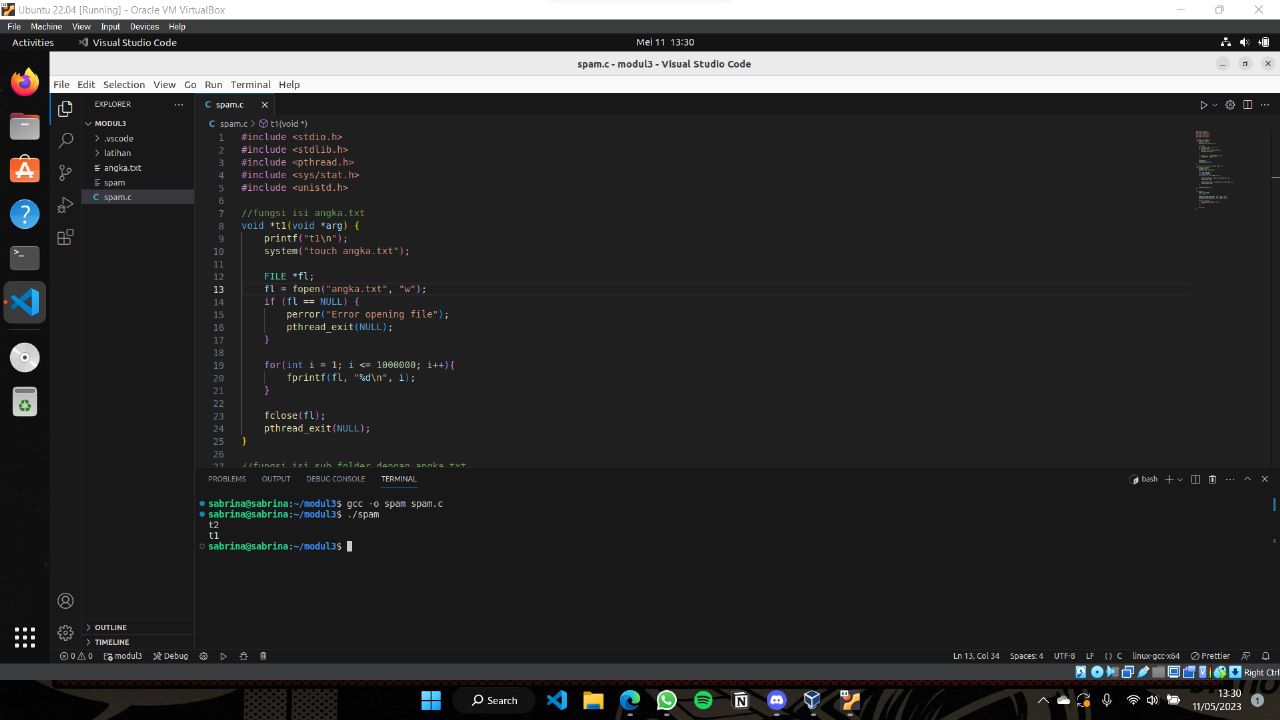 Ubuntu 22.04 [Running] - Oracle VM VirtualBox
File Machine View Input Devices Help
Activities Visual Studio Code Mei 11 13:30
spam.c - modul3 - Visual Studio Code
File Edit Selection View Go Run Terminal Help
EXPLORER
MODUL3
.vscode
latihan
angka.txt
spam
C spam.c
OUTLINE
TIMELINE
C spam.c
C spam.c > t1(void *)
1 #include <stdio.h>
2 #include <stdlib.h>
3 #include <pthread.h>
4 #include <sys/stat.h>
5 #include <unistd.h>
6
7 //fungsi isi angka.txt
8 void *t1(void *arg) {
9 printf("t1\n");
10 system("touch angka.txt");
11
12 FILE *fl;
13 fl = fopen("angka.txt", "w");
14 if (fl == NULL) {
15 perror("Error opening file");
16 pthread_exit(NULL);
17 }
18
19 for(int i = 1; i <= 1000000; i++){
20 fprintf(fl, "%d\n", i);
21 }
22
23 fclose(fl);
24 pthread_exit(NULL);
25 }
26
27 //fungsi isi sub folder dengan angka.txt
PROBLEMS OUTPUT DEBUG CONSOLE TERMINAL
bash
sabrina@sabrina:~/modul3$ gcc -o spam spam.c
sabrina@sabrina:~/modul3$ ./spam
t2
t1
sabrina@sabrina:~/modul3$
0 0 modul3 Debug Ln 13, Col 34 Spaces: 4 UTF-8 LF {} C linux-gcc-x64 Prettier
Right Ctrl
Search
13:30
11/05/2023
1